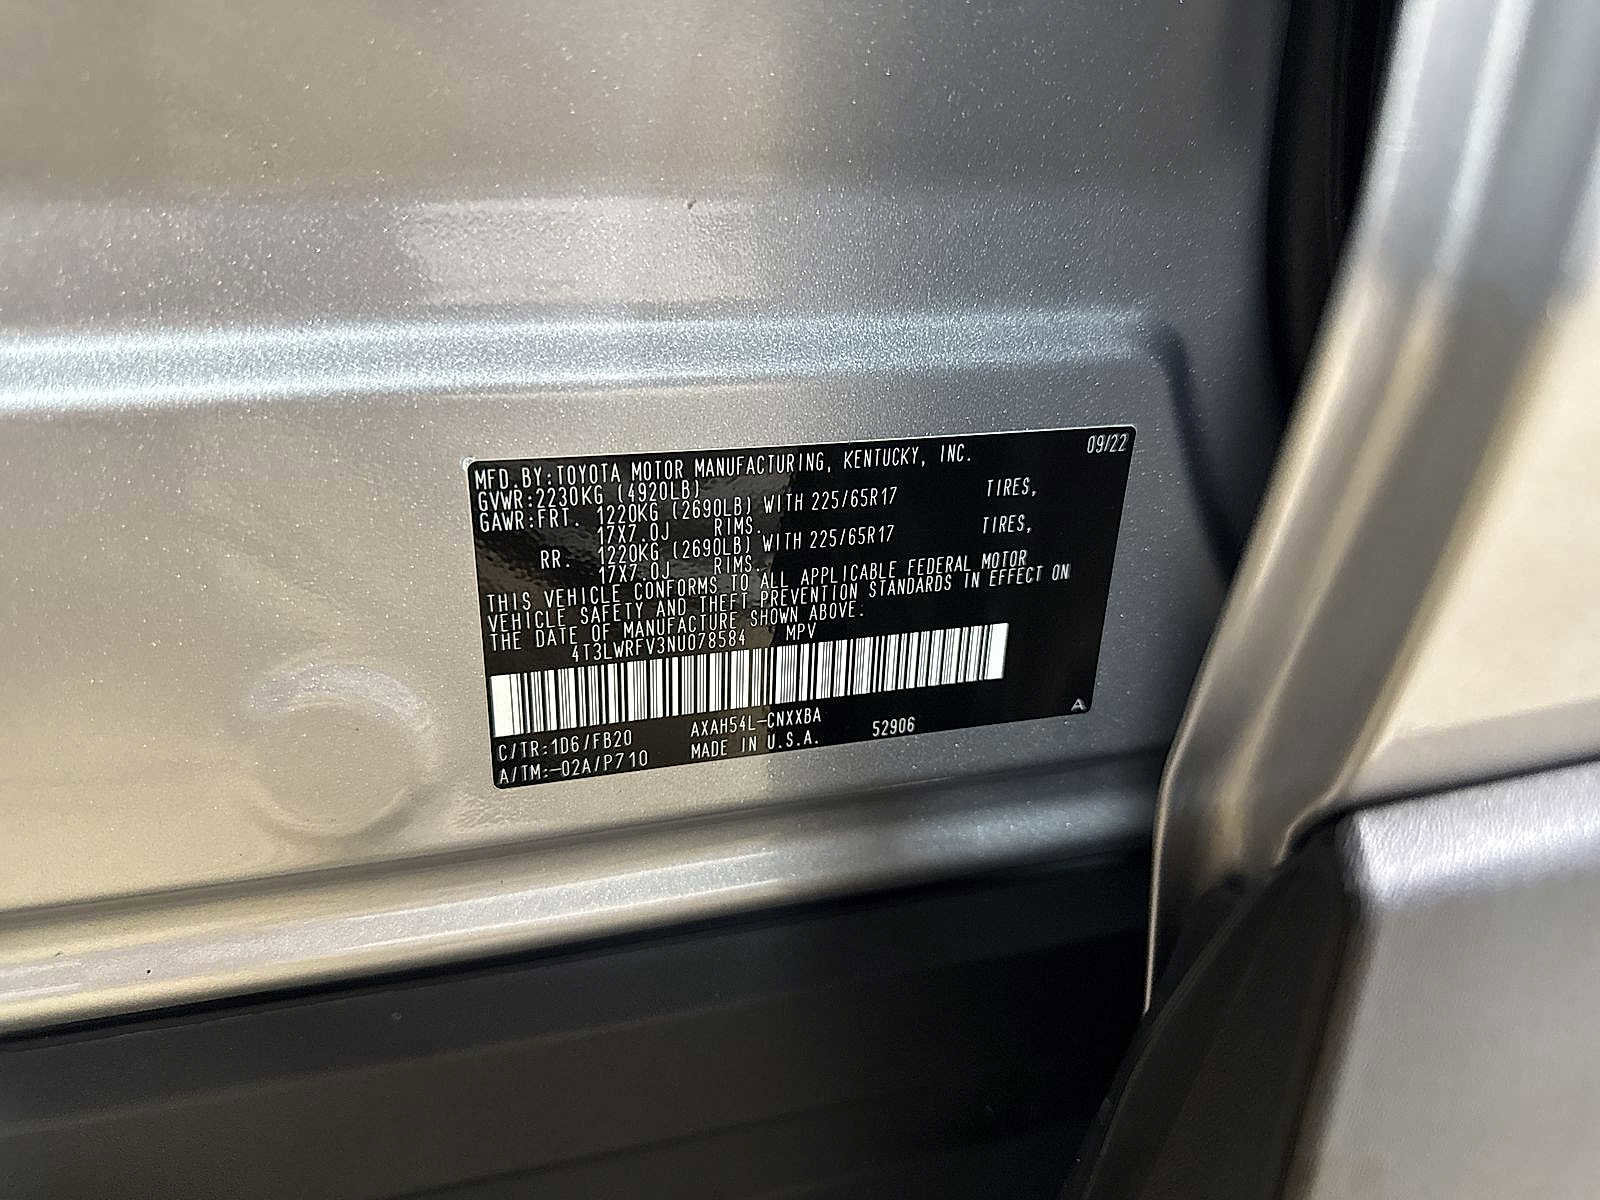 MFD.BY:TOYOTA MOTOR MANUFACTURING, KENTUCKY, INC. 09/22
GVWR:2230KG (4920LB)
GAWR:FRT. 1220KG (2690LB) WITH 225/65R17 TIRES,
17X7.0J RIMS.
RR. 1220KG (2690LB) WITH 225/65R17 TIRES,
17X7.0J RIMS.
THIS VEHICLE CONFORMS TO ALL APPLICABLE FEDERAL MOTOR
VEHICLE SAFETY AND THEFT PREVENTION STANDARDS IN EFFECT ON
THE DATE OF MANUFACTURE SHOWN ABOVE.
4T3LWRFV3NU078584 MPV
C/TR:1D6/FB20 AXAH54L-CNXXBA
A/TM:-02A/P710 MADE IN U.S.A. 52906
A